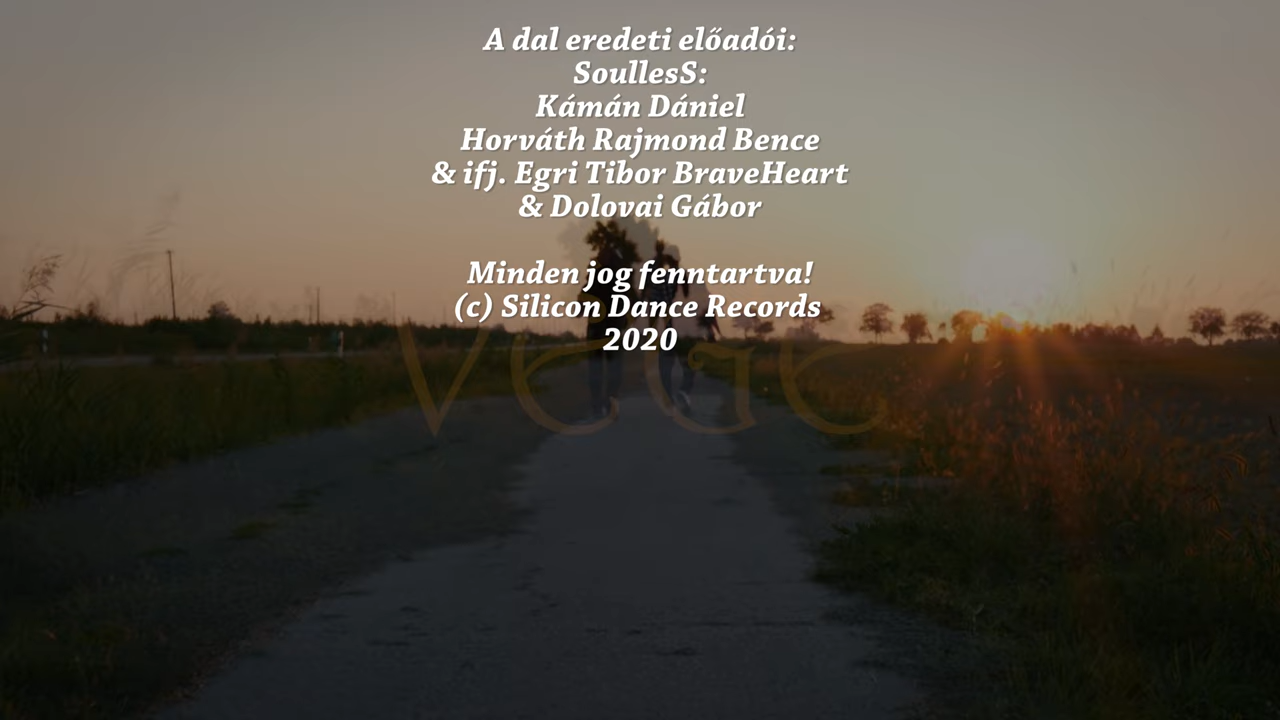 A dal eredeti előadói:
SoullesS:
Kámán Dániel
Horváth Rajmond Bence
& ifj. Egri Tibor BraveHeart
& Dolovai Gábor
Minden jog fenntartva!
(c) Silicon Dance Records
2020
VEGE